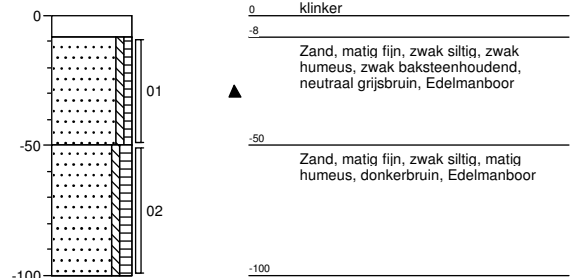 0
-50
-100
01
02
0
klinker
-8
Zand, matig fijn, zwak siltig, zwak
humeus, zwak baksteenhoudend,
neutraal grijsbruin, Edelmanboor
-50
Zand, matig fijn, zwak siltig, matig
humeus, donkerbruin, Edelmanboor
-100